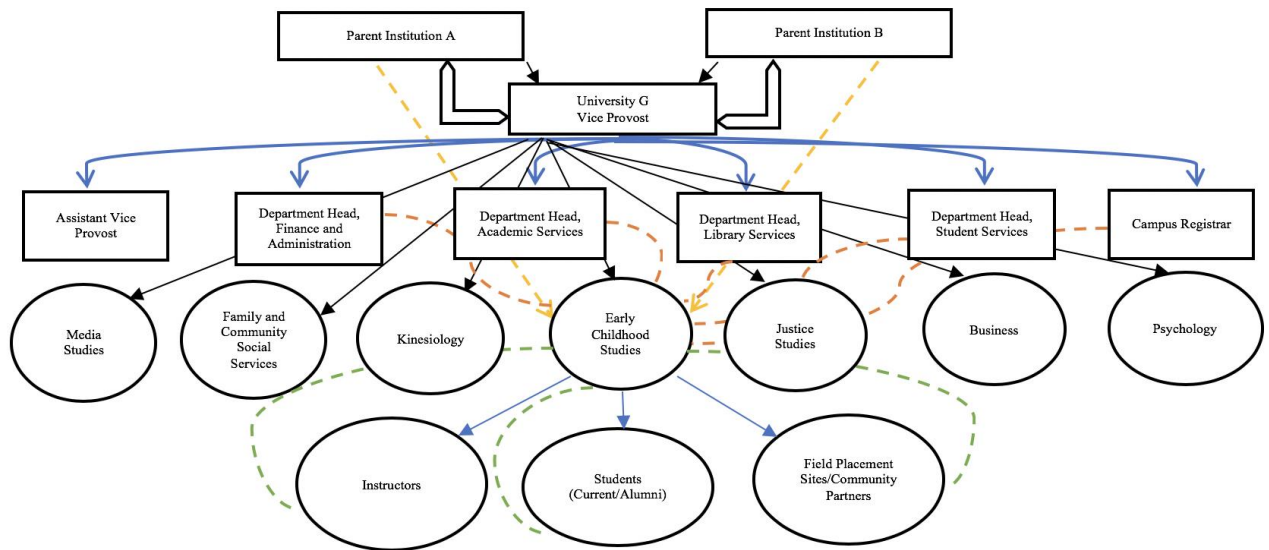 Parent Institution A
Parent Institution B
University G
Vice Provost
Assistant Vice
Provost
Department Head,
Finance and
Administration
Department Head,
Academic Services
Department Head,
Library Services
Department Head,
Student Services
Campus Registrar
Media
Studies
Family and
Community
Social
Services
Kinesiology
Early
Childhood
Studies
Justice
Studies
Business
Psychology
Instructors
Students
(Current/Alumni)
Field Placement
Sites/Community
Partners